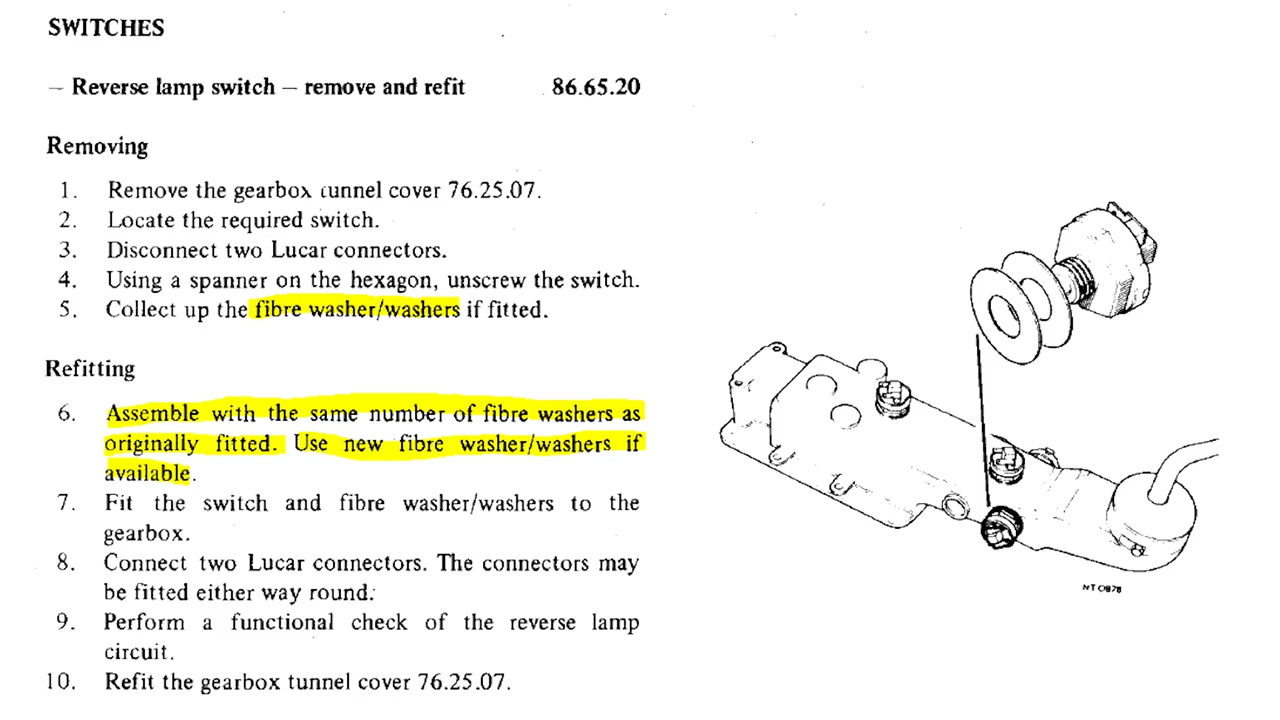 SWITCHES
– Reverse lamp switch – remove and refit 86.65.20
Removing
1. Remove the gearbox tunnel cover 76.25.07.
2. Locate the required switch.
3. Disconnect two Lucar connectors.
4. Using a spanner on the hexagon, unscrew the switch.
5. Collect up the fibre washer/washers if fitted.
Refitting
6. Assemble with the same number of fibre washers as
originally fitted. Use new fibre washer/washers if
available.
7. Fit the switch and fibre washer/washers to the
gearbox.
8. Connect two Lucar connectors. The connectors may
be fitted either way round.
9. Perform a functional check of the reverse lamp
circuit.
10. Refit the gearbox tunnel cover 76.25.07.
NT0878